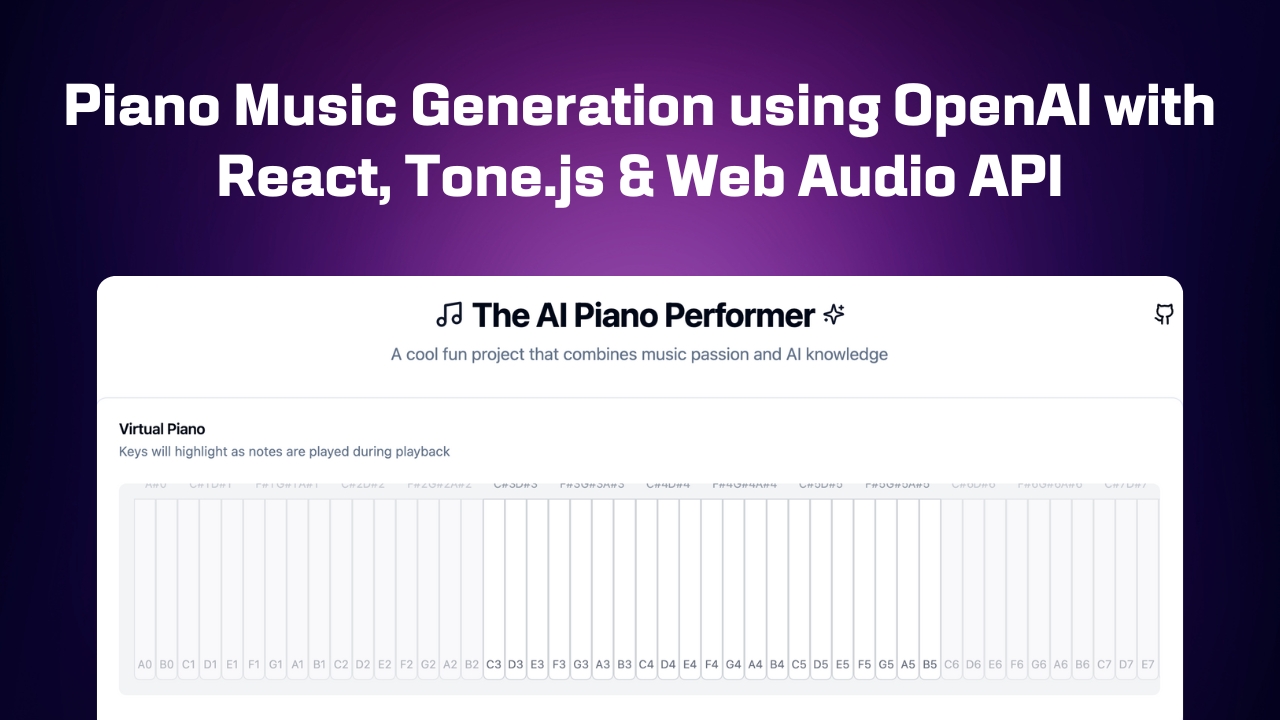 Piano Music Generation using OpenAI with
React, Tone.js & Web Audio API
The AI Piano Performer
A cool fun project that combines music passion and AI knowledge
Virtual Piano
Keys will highlight as notes are played during playback
A#0 C#1D#1 F#1G#1A#1 C#2D#2 F#2G#2A#2 C#3D#3 F#3G#3A#3 C#4D#4 F#4G#4A#4 C#5D#5 F#5G#5A#5 C#6D#6 F#6G#6A#6 C#7D#7
A0 B0 C1 D1 E1 F1 G1 A1 B1 C2 D2 E2 F2 G2 A2 B2 C3 D3 E3 F3 G3 A3 B3 C4 D4 E4 F4 G4 A4 B4 C5 D5 E5 F5 G5 A5 B5 C6 D6 E6 F6 G6 A6 B6 C7 D7 E7